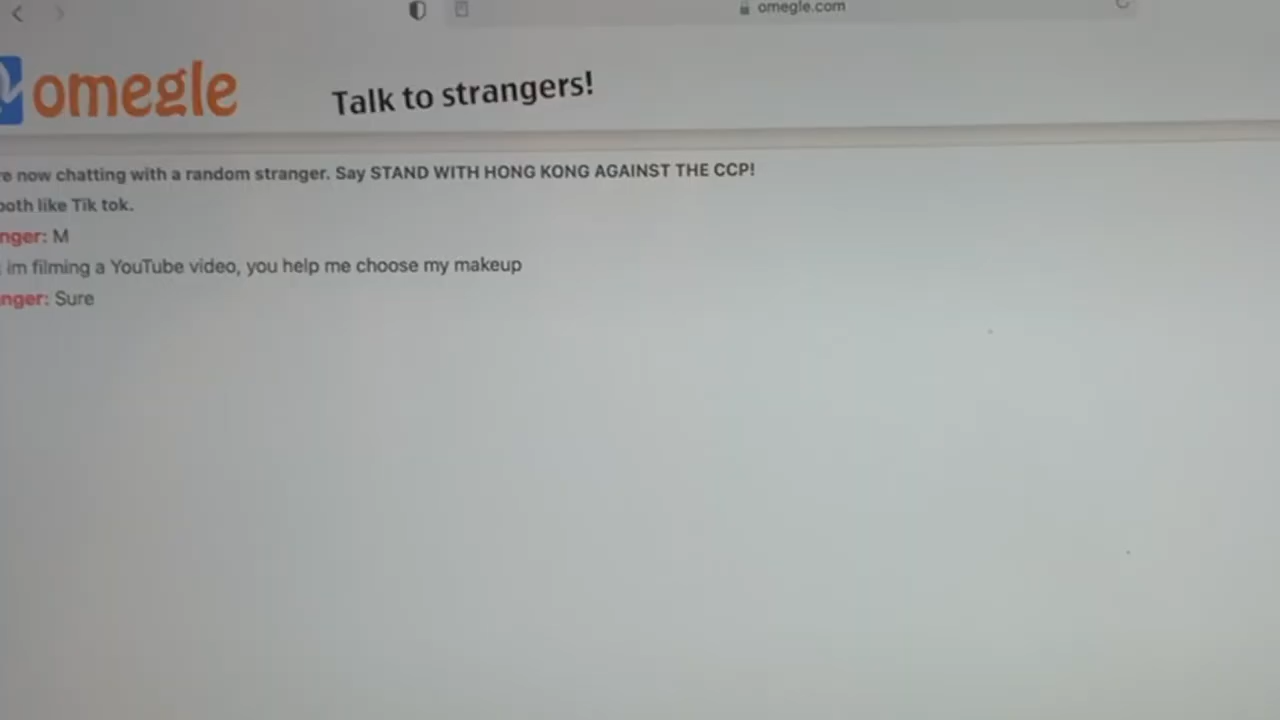 omegle.com
omegle
Talk to strangers!
now chatting with a random stranger. Say STAND WITH HONG KONG AGAINST THE CCP!
both like Tik tok.
nger: M
im filming a YouTube video, you help me choose my makeup
nger: Sure